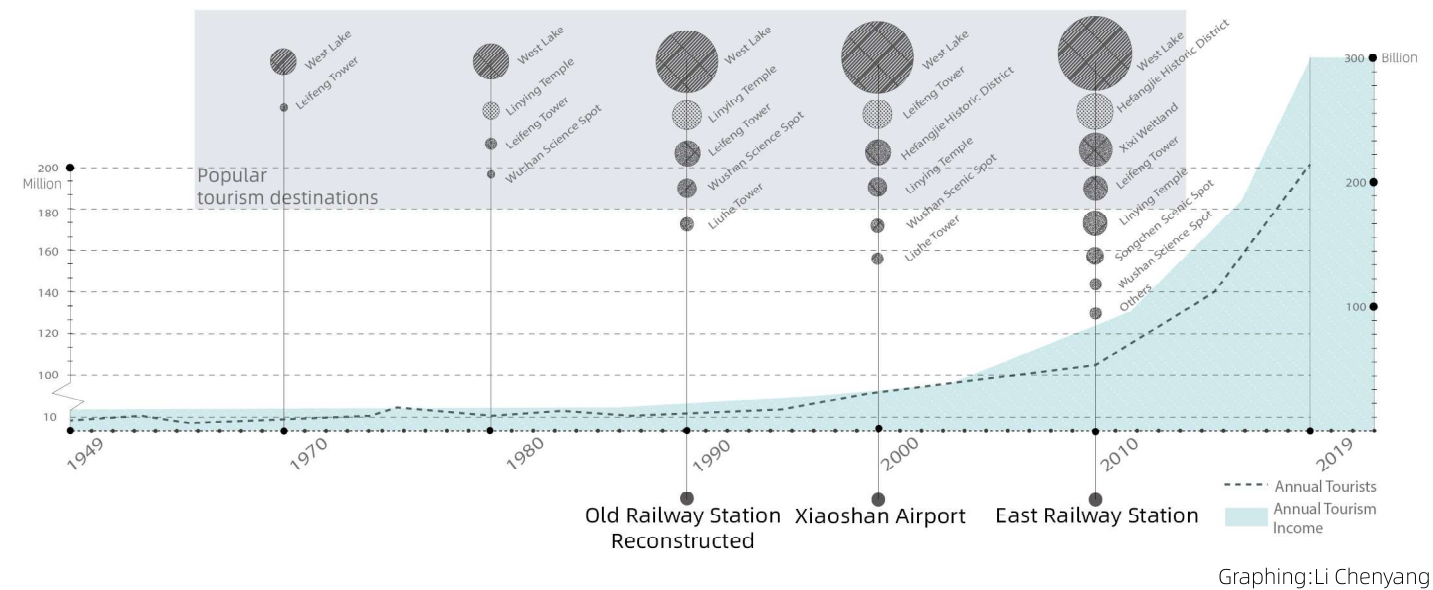 West Lake
Leifeng Tower
West Lake
Linying Temple
Leifeng Tower
Wushan Science Spot
West Lake
Linying Temple
Leifeng Tower
Wushan Science Spot
Liuhe Tower
West Lake
Leifeng Tower
Hefangjie Historic District
Linying Temple
Wushan Scenic Spot
Liuhe Tower
West Lake
Hefangjie Historic District
Xixi Weitland
Leifeng Tower
Linying Temple
Songchen Scenic Spot
Wushan Science Spot
Others
Popular
tourism destinations
200
Million
180
160
140
120
100
10
300 Billion
200
100
1949
1970
1980
1990
2000
2010
2019
Old Railway Station
Reconstructed
Xiaoshan Airport
East Railway Station
Annual Tourists
Annual Tourism
Income
Graphing:Li Chenyang